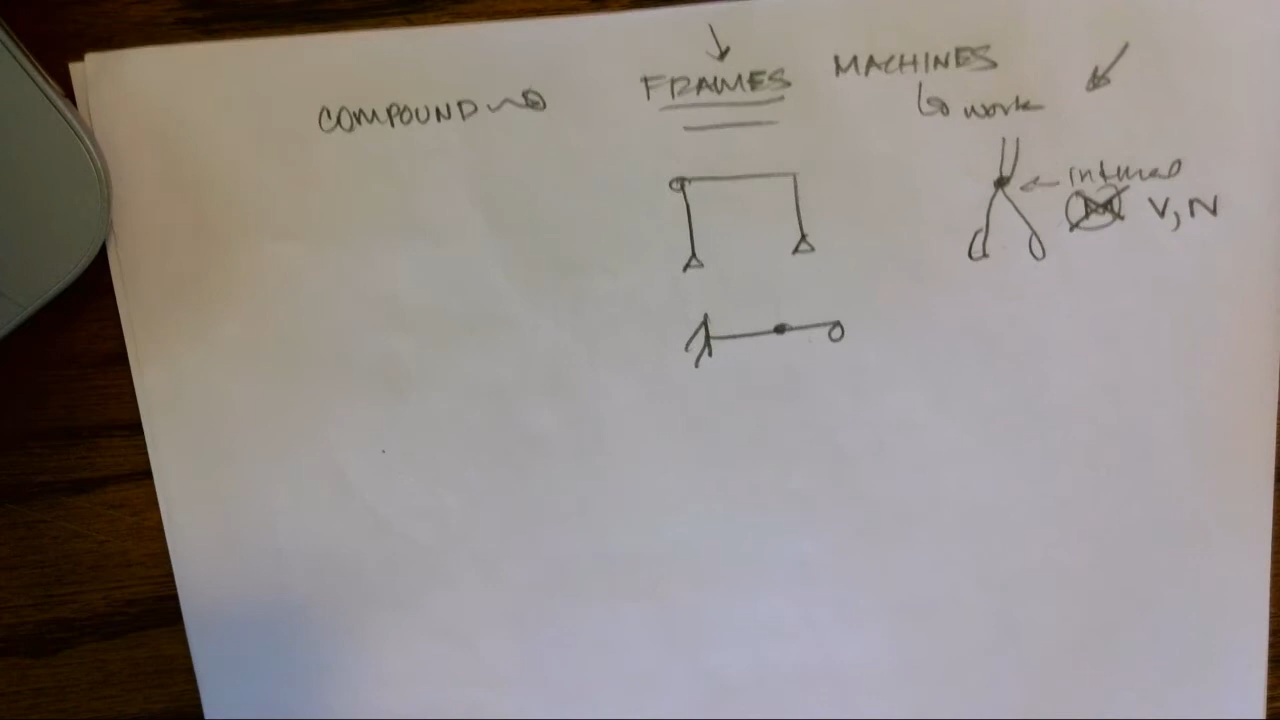 COMPOUND
FRAMES
MACHINES
↳ work
← internal
M V, N